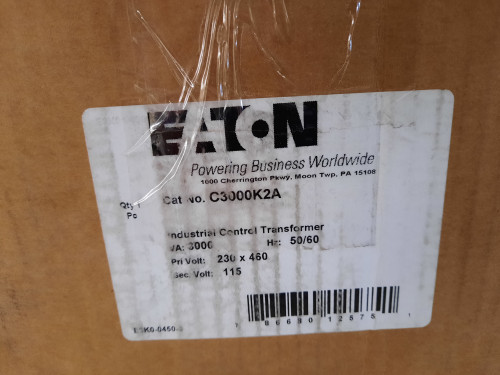 EATON
Powering Business Worldwide
1000 Cherrington Pkwy, Moon Twp, PA 15108
Cat No. C3000K2A
Industrial Control Transformer
VA: 3000 Hz: 50/60
Pri Volt: 230 x 460
Sec. Volt: 115